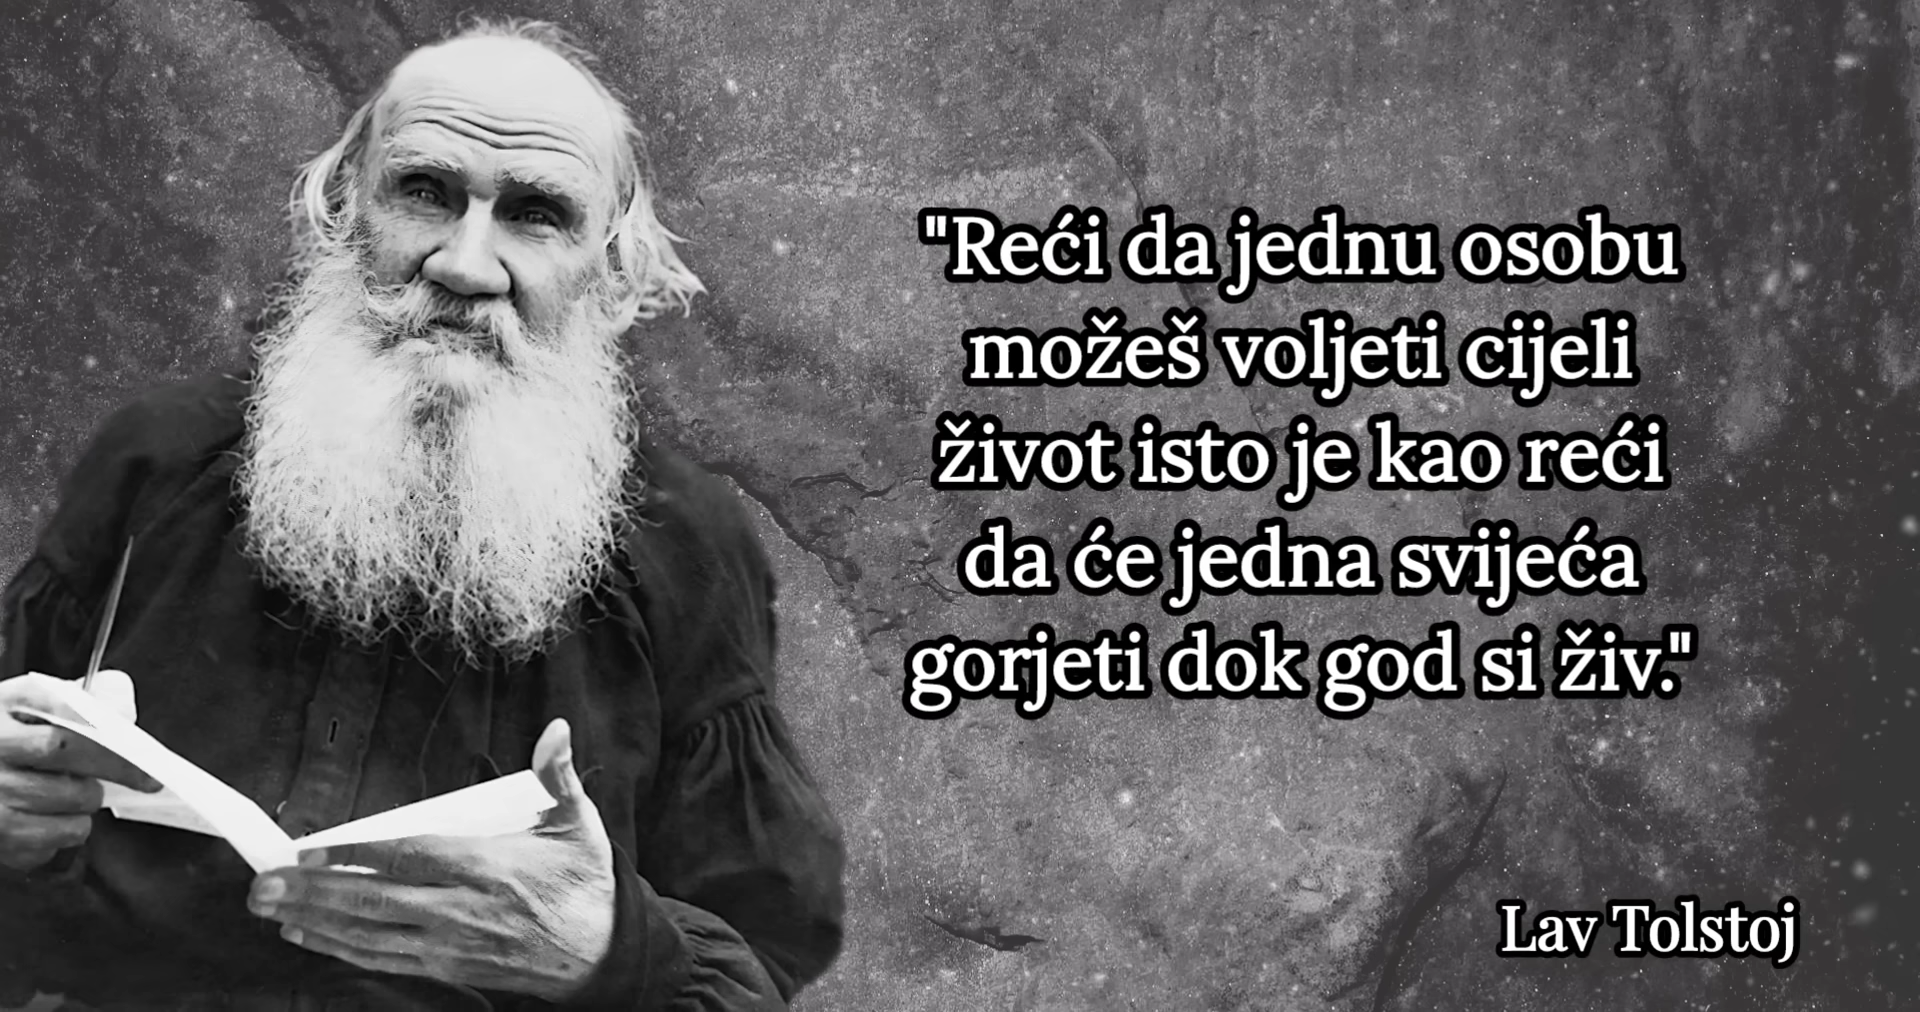 "Reći da jednu osobu
možeš voljeti cijeli
život isto je kao reći
da će jedna svijeća
gorjeti dok god si živ."
Lav Tolstoj